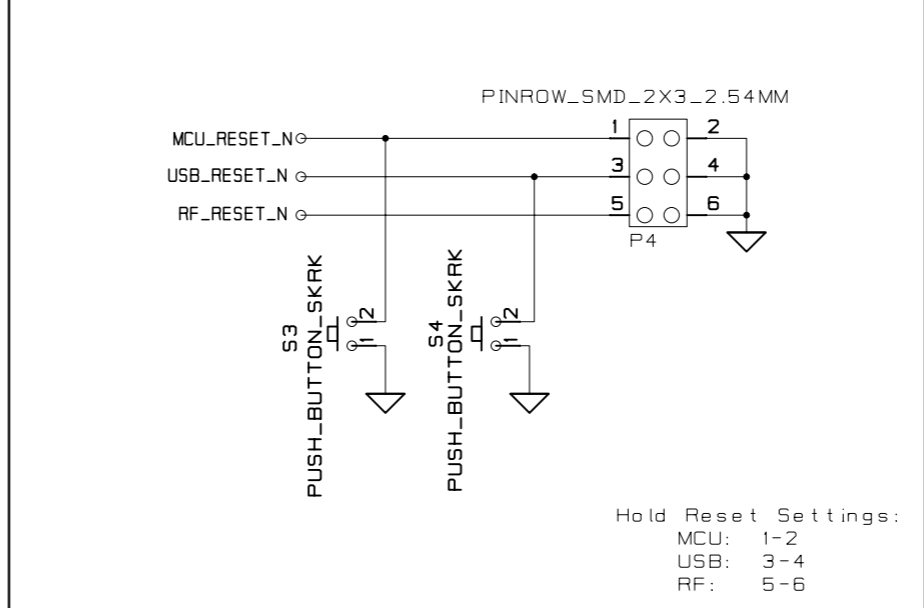 PINROW_SMD_2X3_2.54MM
MCU_RESET_N
1
2
USB_RESET_N
3
4
RF_RESET_N
5
6
P4
S3
PUSH_BUTTON_SKRK
2
1
S4
PUSH_BUTTON_SKRK
2
1
Hold Reset Settings:
MCU: 1-2
USB: 3-4
RF: 5-6